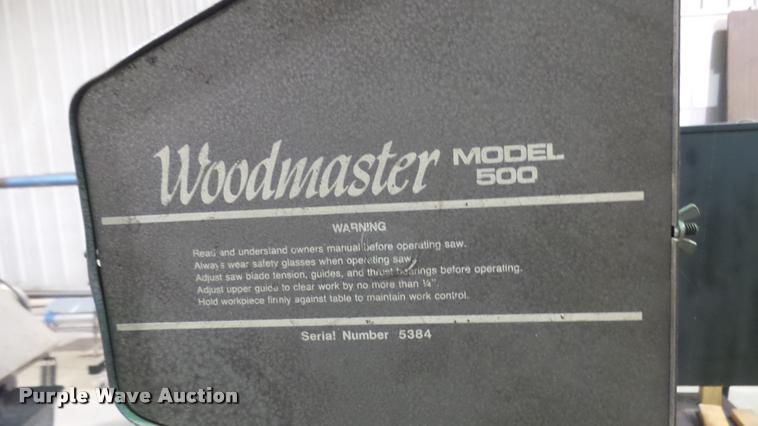 Woodmaster MODEL
500
WARNING
Read and understand owners manual before operating saw.
Always wear safety glasses when operating saw.
Adjust saw blade tension, guides, and thrust bearings before operating.
Adjust upper guide to clear work by no more than ¼".
Hold workpiece firmly against table to maintain work control.
Serial Number 5384
Purple Wave Auction